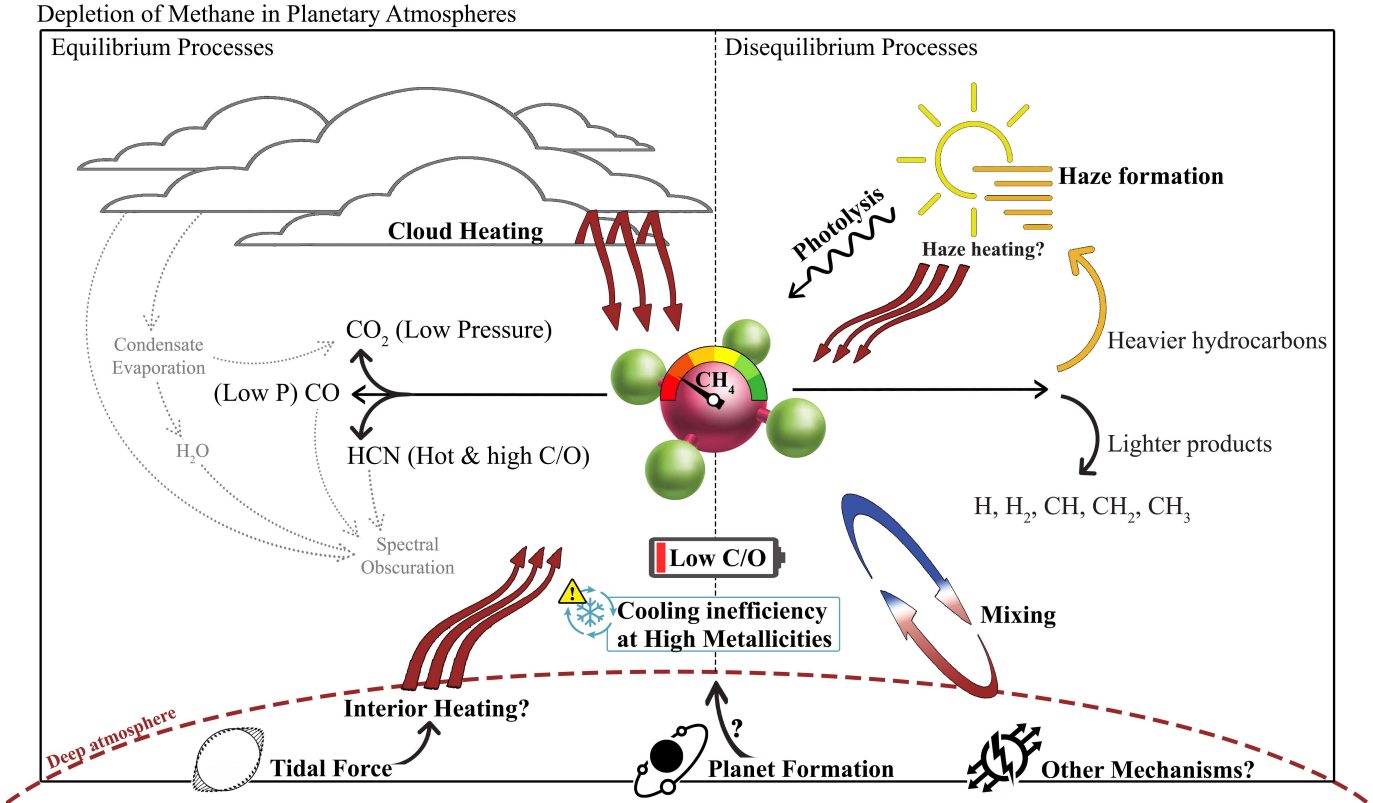 Depletion of Methane in Planetary Atmospheres
Equilibrium Processes
Disequilibrium Processes
Haze formation
Cloud Heating
Photolysis
Haze heating?
CO₂ (Low Pressure)
Condensate
Evaporation
(Low P) CO
CH₄
Heavier hydrocarbons
H₂O
HCN (Hot & high C/O)
Lighter products
H, H₂, CH, CH₂, CH₃
Spectral
Obscuration
Low C/O
!
Cooling inefficiency
at High Metallicities
Mixing
Interior Heating?
Deep atmosphere
?
Tidal Force
Planet Formation
Other Mechanisms?